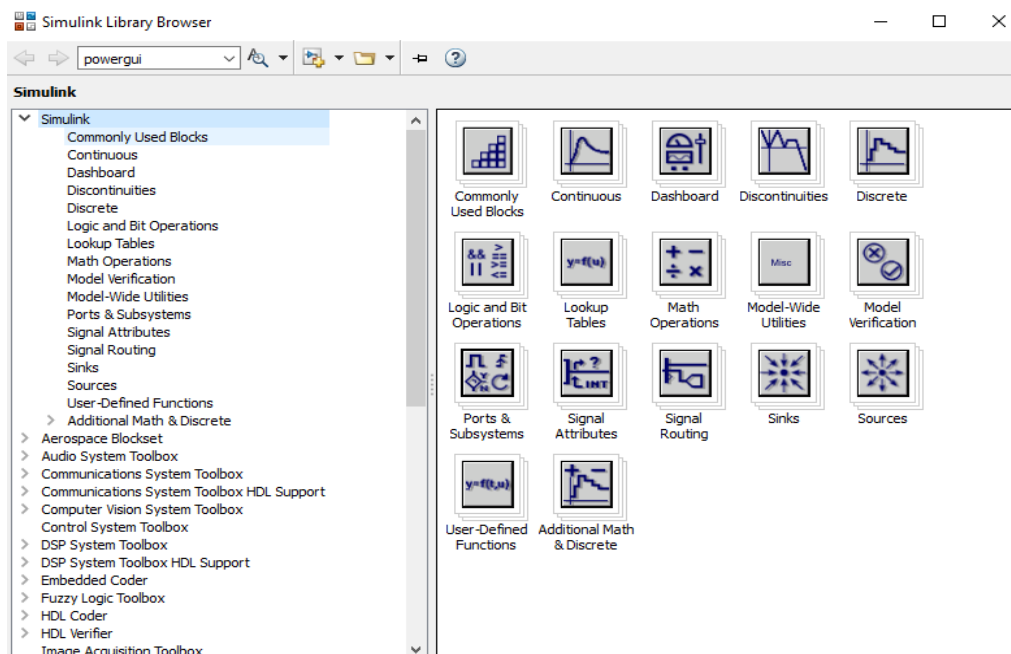 Simulink Library Browser
powergui
Simulink
Simulink
Commonly Used Blocks
Continuous
Dashboard
Discontinuities
Discrete
Logic and Bit Operations
Lookup Tables
Math Operations
Model Verification
Model-Wide Utilities
Ports & Subsystems
Signal Attributes
Signal Routing
Sinks
Sources
User-Defined Functions
Additional Math & Discrete
Aerospace Blockset
Audio System Toolbox
Communications System Toolbox
Communications System Toolbox HDL Support
Computer Vision System Toolbox
Control System Toolbox
DSP System Toolbox
DSP System Toolbox HDL Support
Embedded Coder
Fuzzy Logic Toolbox
HDL Coder
HDL Verifier
Image Acquisition Toolbox
Commonly
Used Blocks
Continuous
Dashboard
Discontinuities
Discrete
&& > 
|| >= == <=
y=f(u)
+ −
÷ ×
Misc
Logic and Bit
Operations
Lookup
Tables
Math
Operations
Model-Wide
Utilities
Model
Verification
Y
N
?
INT
Ports &
Subsystems
Signal
Attributes
Signal
Routing
Sinks
Sources
y=f(t,u)
+ −
User-Defined
Functions
Additional Math
& Discrete